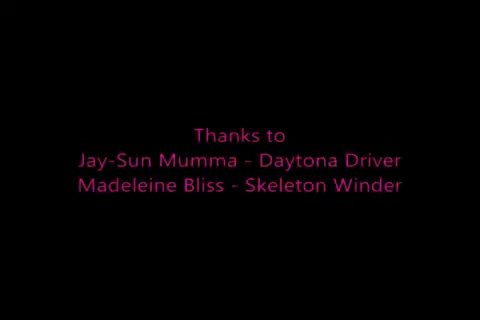 Thanks to
Jay-Sun Mumma - Daytona Driver
Madeleine Bliss - Skeleton Winder